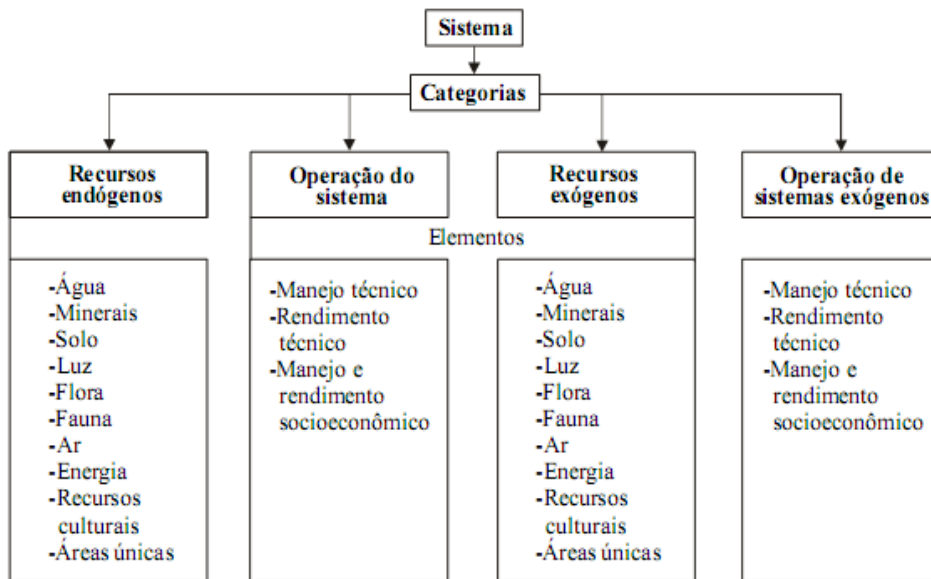 Sistema
Categorias
Recursos
endógenos
Operação do
sistema
Recursos
exógenos
Operação de
sistemas exógenos
Elementos
-Água
-Minerais
-Solo
-Luz
-Flora
-Fauna
-Ar
-Energia
-Recursos
culturais
-Áreas únicas
-Manejo técnico
-Rendimento
técnico
-Manejo e
rendimento
socioeconômico
-Água
-Minerais
-Solo
-Luz
-Flora
-Fauna
-Ar
-Energia
-Recursos
culturais
-Áreas únicas
-Manejo técnico
-Rendimento
técnico
-Manejo e
rendimento
socioeconômico